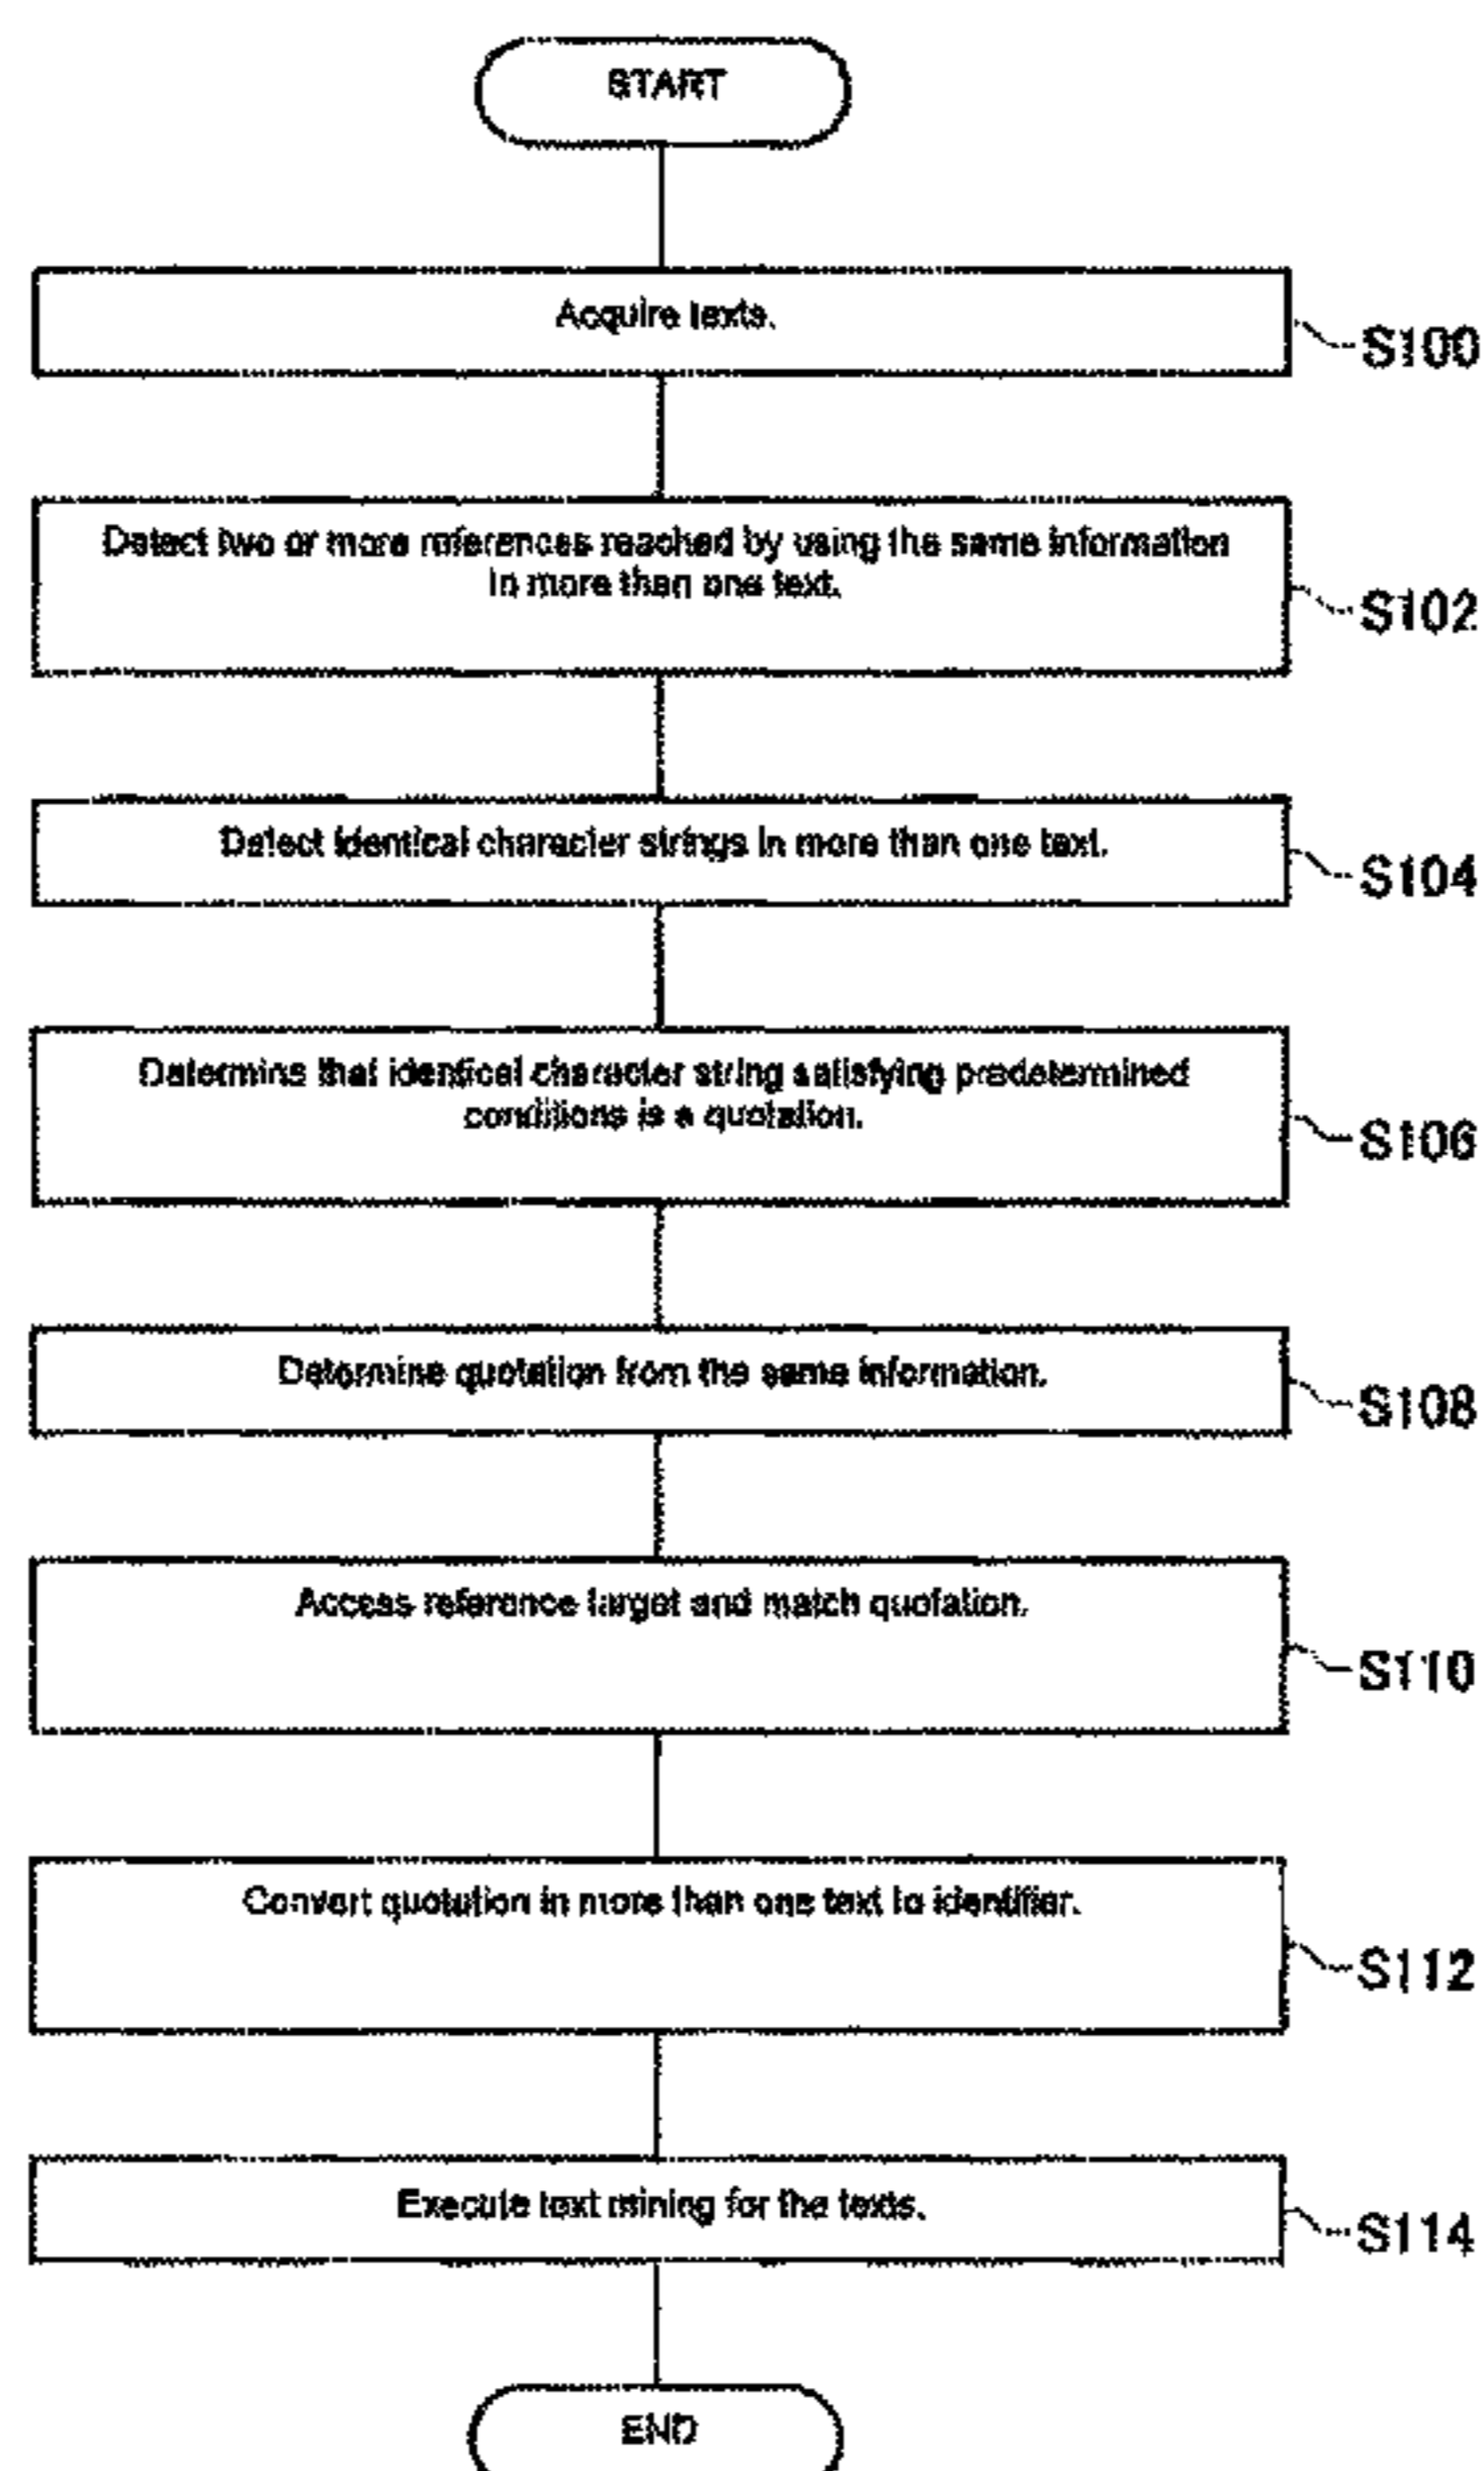 START
Acquire texts.
S100
Detect two or more references reached by using the same information
in more than one text.
S102
Detect identical character strings in more than one text.
S104
Determine that identical character string satisfying predetermined
conditions is a quotation.
S106
Determine quotation from the same information.
S108
Access reference target and match quotation.
S110
Convert quotation in more than one text to identifier.
S112
Execute text mining for the texts.
S114
END